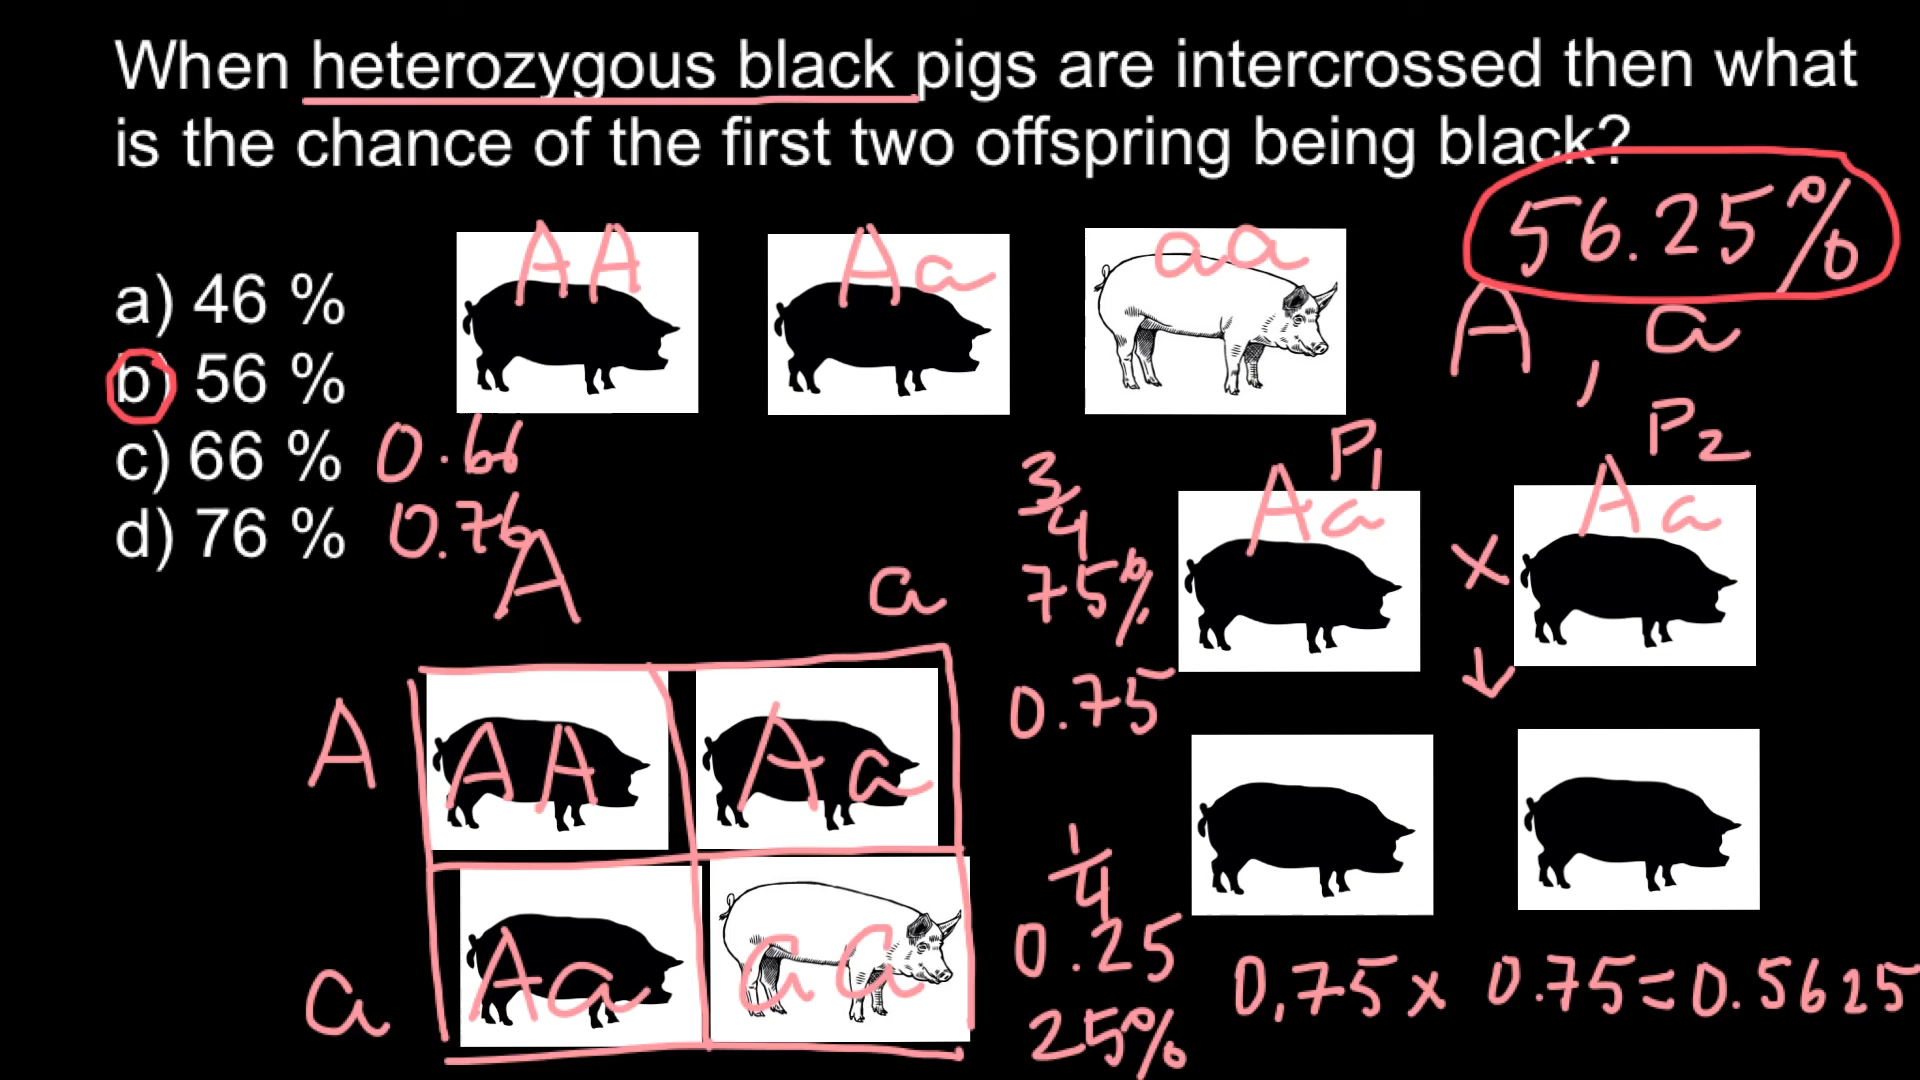 When heterozygous black pigs are intercrossed then what
is the chance of the first two offspring being black?
56.25%
a) 46 %
b) 56 %
c) 66 % 0.66
d) 76 % 0.76
AA
Aa
aa
A , a
P1
P2
Aa x Aa
3/4
75%
0.75
A a
A
AA Aa
a
Aa aa
1/4
0.25
25%
0,75 x 0.75=0.5625